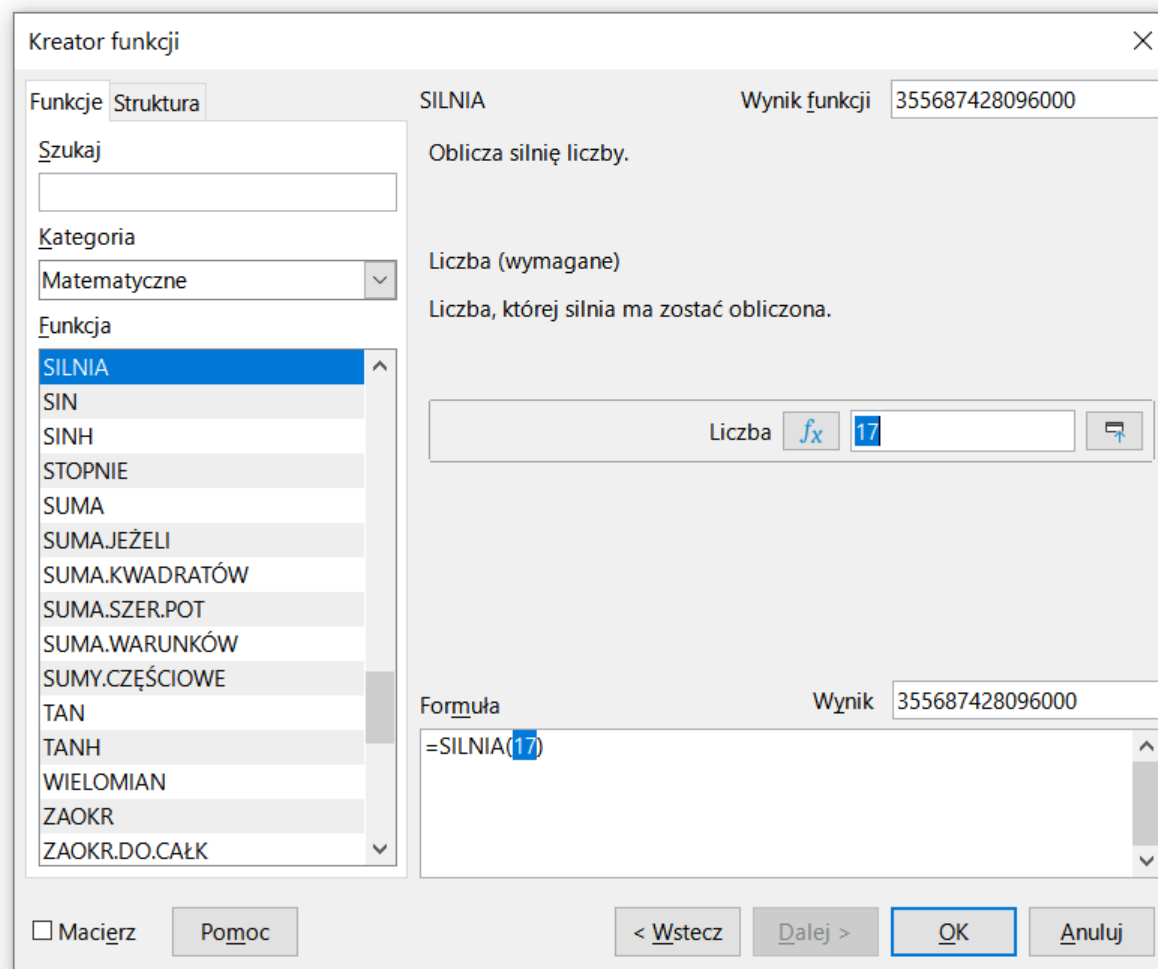 Kreator funkcji
Funkcje Struktura
Szukaj
Kategoria
Matematyczne
Funkcja
SILNIA
SIN
SINH
STOPNIE
SUMA
SUMA.JEŻELI
SUMA.KWADRATÓW
SUMA.SZER.POT
SUMA.WARUNKÓW
SUMY.CZĘŚCIOWE
TAN
TANH
WIELOMIAN
ZAOKR
ZAOKR.DO.CAŁK
SILNIA
Wynik funkcji 355687428096000
Oblicza silnię liczby.
Liczba (wymagane)
Liczba, której silnia ma zostać obliczona.
Liczba fx 17
Formuła
Wynik 355687428096000
=SILNIA(17)
Macierz
Pomoc
< Wstecz
Dalej >
OK
Anuluj